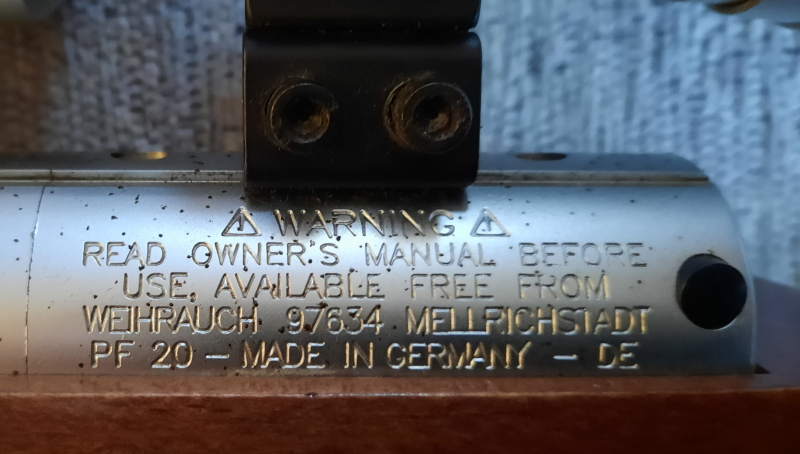 ⚠ WARNING ⚠
READ OWNER'S MANUAL BEFORE
USE, AVAILABLE FREE FROM
WEIHRAUCH 97634 MELLRICHSTADT
PF 20 – MADE IN GERMANY – DE